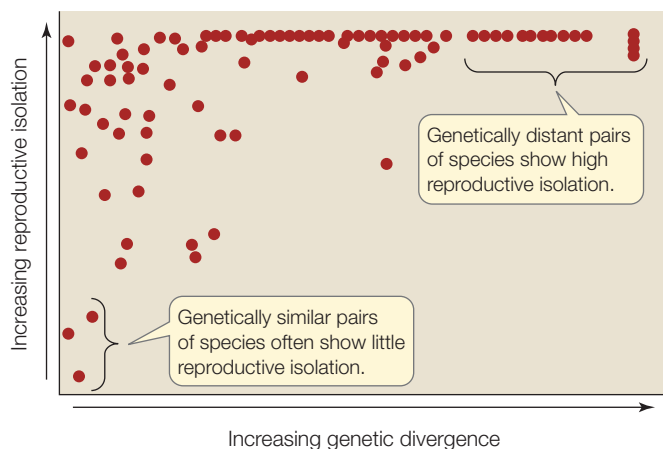 Increasing reproductive isolation
Genetically distant pairs
of species show high
reproductive isolation.
Genetically similar pairs
of species often show little
reproductive isolation.
Increasing genetic divergence